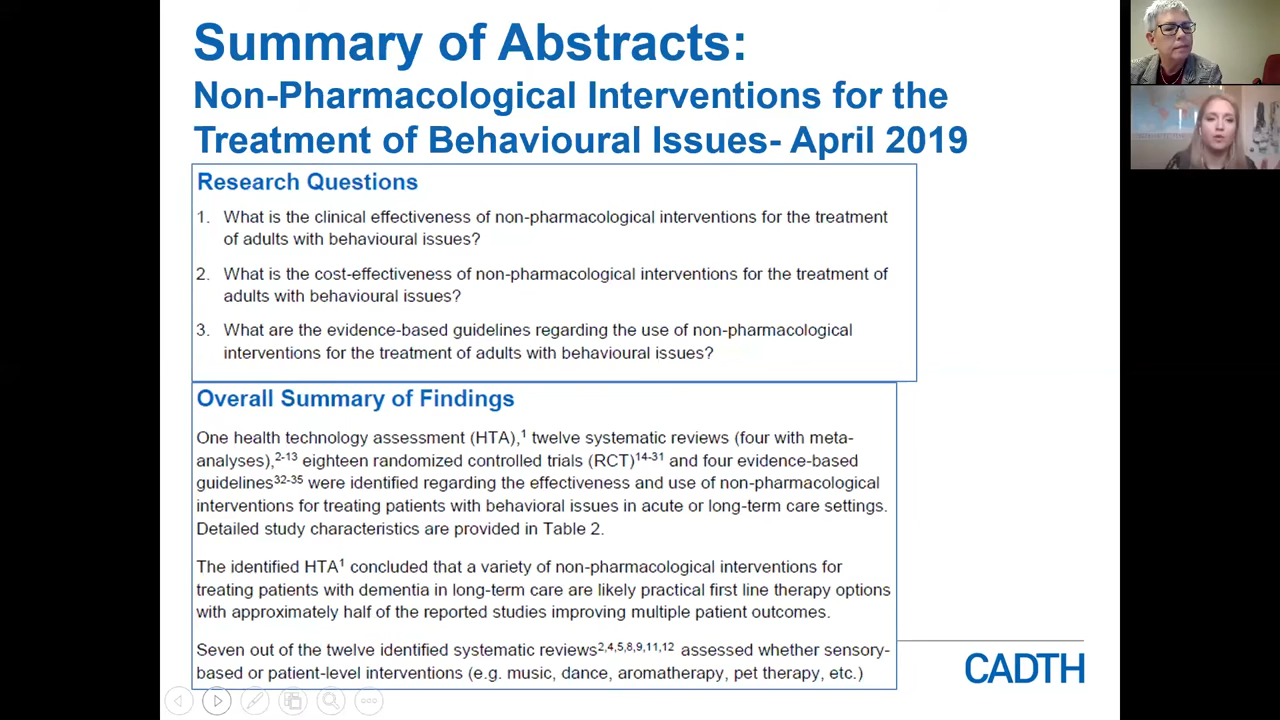 Summary of Abstracts:
Non-Pharmacological Interventions for the
Treatment of Behavioural Issues- April 2019
Research Questions
1. What is the clinical effectiveness of non-pharmacological interventions for the treatment
of adults with behavioural issues?
2. What is the cost-effectiveness of non-pharmacological interventions for the treatment of
adults with behavioural issues?
3. What are the evidence-based guidelines regarding the use of non-pharmacological
interventions for the treatment of adults with behavioural issues?
Overall Summary of Findings
One health technology assessment (HTA),1 twelve systematic reviews (four with meta-
analyses),2-13 eighteen randomized controlled trials (RCT)14-31 and four evidence-based
guidelines32-35 were identified regarding the effectiveness and use of non-pharmacological
interventions for treating patients with behavioral issues in acute or long-term care settings.
Detailed study characteristics are provided in Table 2.
The identified HTA1 concluded that a variety of non-pharmacological interventions for
treating patients with dementia in long-term care are likely practical first line therapy options
with approximately half of the reported studies improving multiple patient outcomes.
Seven out of the twelve identified systematic reviews2,4,5,8,9,11,12 assessed whether sensory-
based or patient-level interventions (e.g. music, dance, aromatherapy, pet therapy, etc.)
CADTH